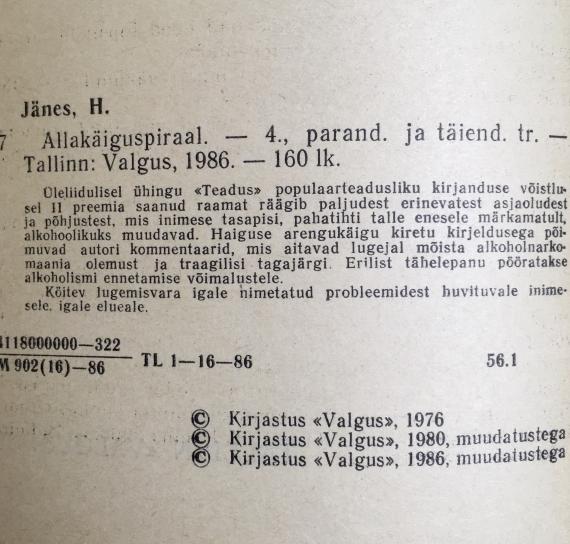 Jänes, H.
7 Allakäiguspiraal. — 4., parand. ja täiend. tr. —
Tallinn: Valgus, 1986. — 160 lk.
Üleliidulisel ühingu «Teadus» populaarteadusliku kirjanduse võistlu-
sel II preemia saanud raamat räägib paljudest erinevatest asjaoludest
ja põhjustest, mis inimese tasapisi, pahatihti talle enesele märkamatult,
alkohoolikuks muudavad. Haiguse arengukäigu kiretu kirjeldusega põi-
muvad autori kommentaarid, mis aitavad lugejal mõista alkoholnarko-
maania olemust ja traagilisi tagajärgi. Erilist tähelepanu pööratakse
alkoholismi ennetamise võimalustele.
Köitev lugemisvara igale nimetatud probleemidest huvituvale inime-
sele, igale elueale.
4118000000—322
M 902(16)—86
TL 1—16—86
56.1
© Kirjastus «Valgus», 1976
© Kirjastus «Valgus», 1980, muudatustega
© Kirjastus «Valgus», 1986, muudatustega